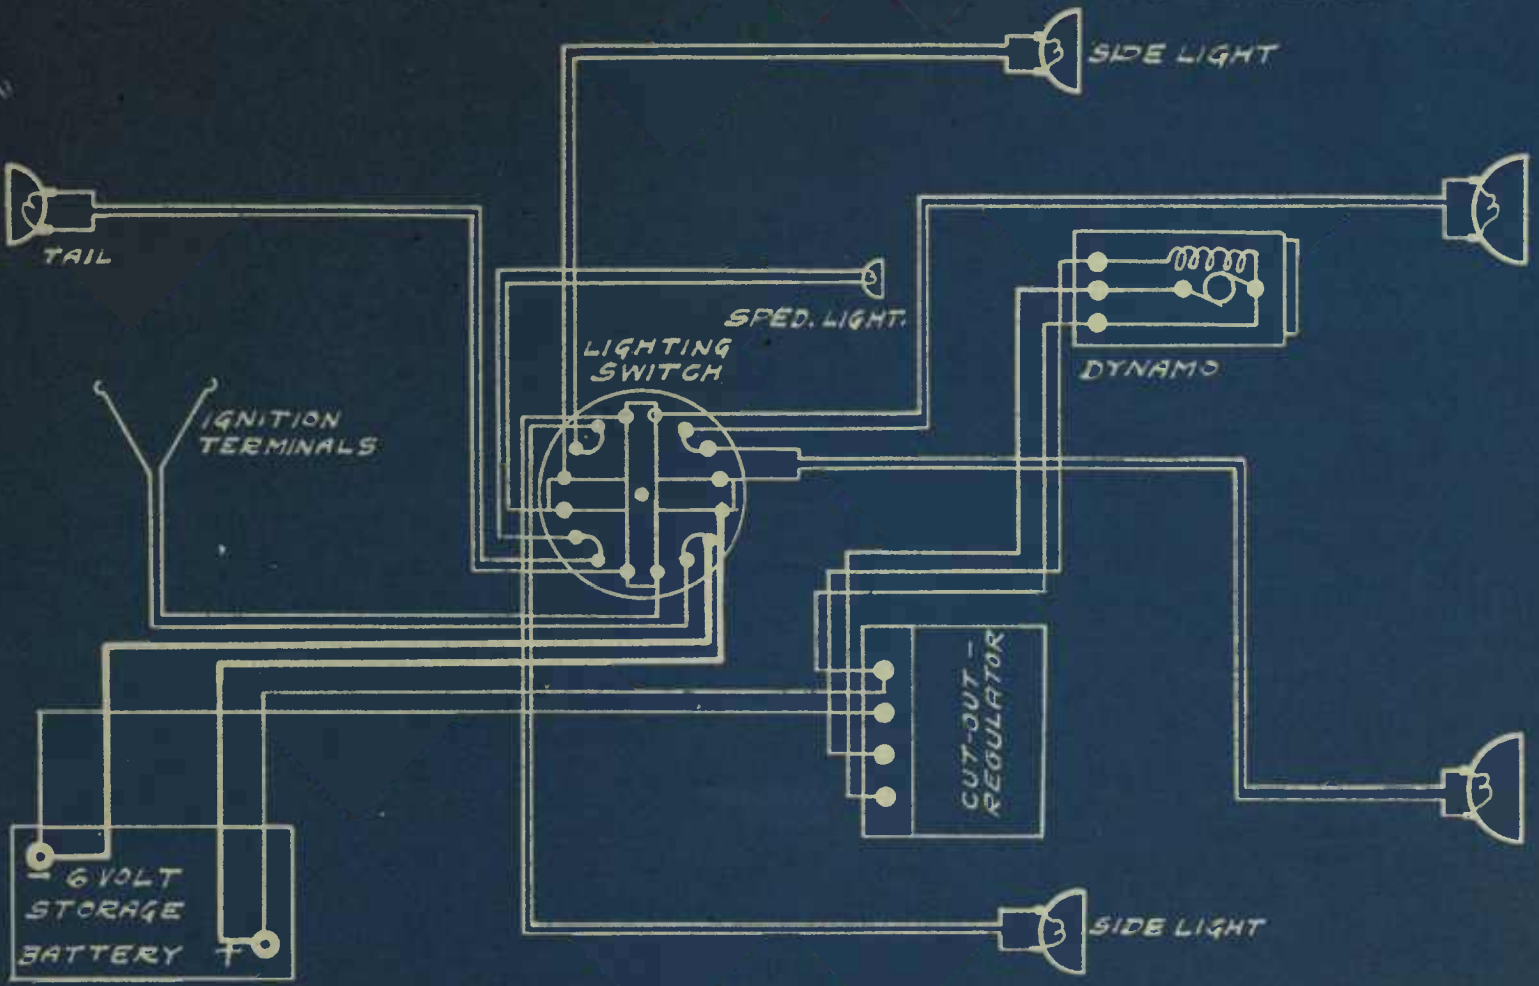 SIDE LIGHT
TAIL
SPED. LIGHT.
LIGHTING
SWITCH
DYNAMO
IGNITION
TERMINALS
CUT-OUT-
REGULATOR
- 6 VOLT
STORAGE
BATTERY +
SIDE LIGHT